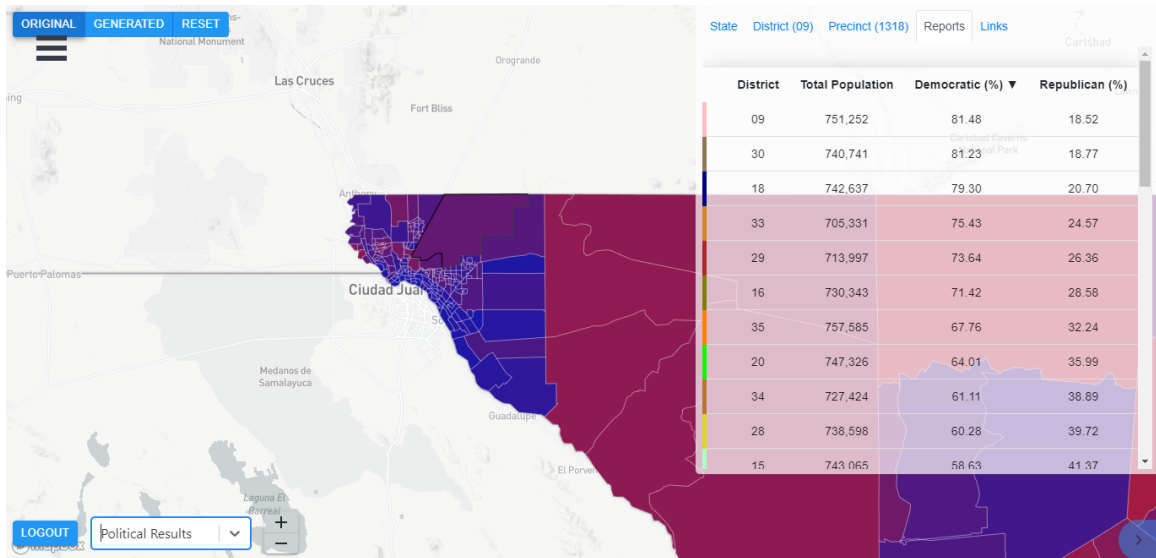 ORIGINAL GENERATED RESET
National Monument
Las Cruces
Orogrande
Fort Bliss
Anthony
Puerto Palomas
Ciudad Juar
Medanos de
Samalayuca
Guadalupe
El Porven
Laguna El
Barreal
LOGOUT
Political Results
+
−
mapbox
State District (09) Precinct (1318) Reports Links
Carlsbad
District Total Population Democratic (%) ▼ Republican (%)
09 751,252 81.48 18.52
Carlsbad Caverns
National Park
30 740,741 81.23 18.77
18 742,637 79.30 20.70
33 705,331 75.43 24.57
29 713,997 73.64 26.36
16 730,343 71.42 28.58
35 757,585 67.76 32.24
20 747,326 64.01 35.99
34 727,424 61.11 38.89
28 738,598 60.28 39.72
15 743,065 58.63 41.37